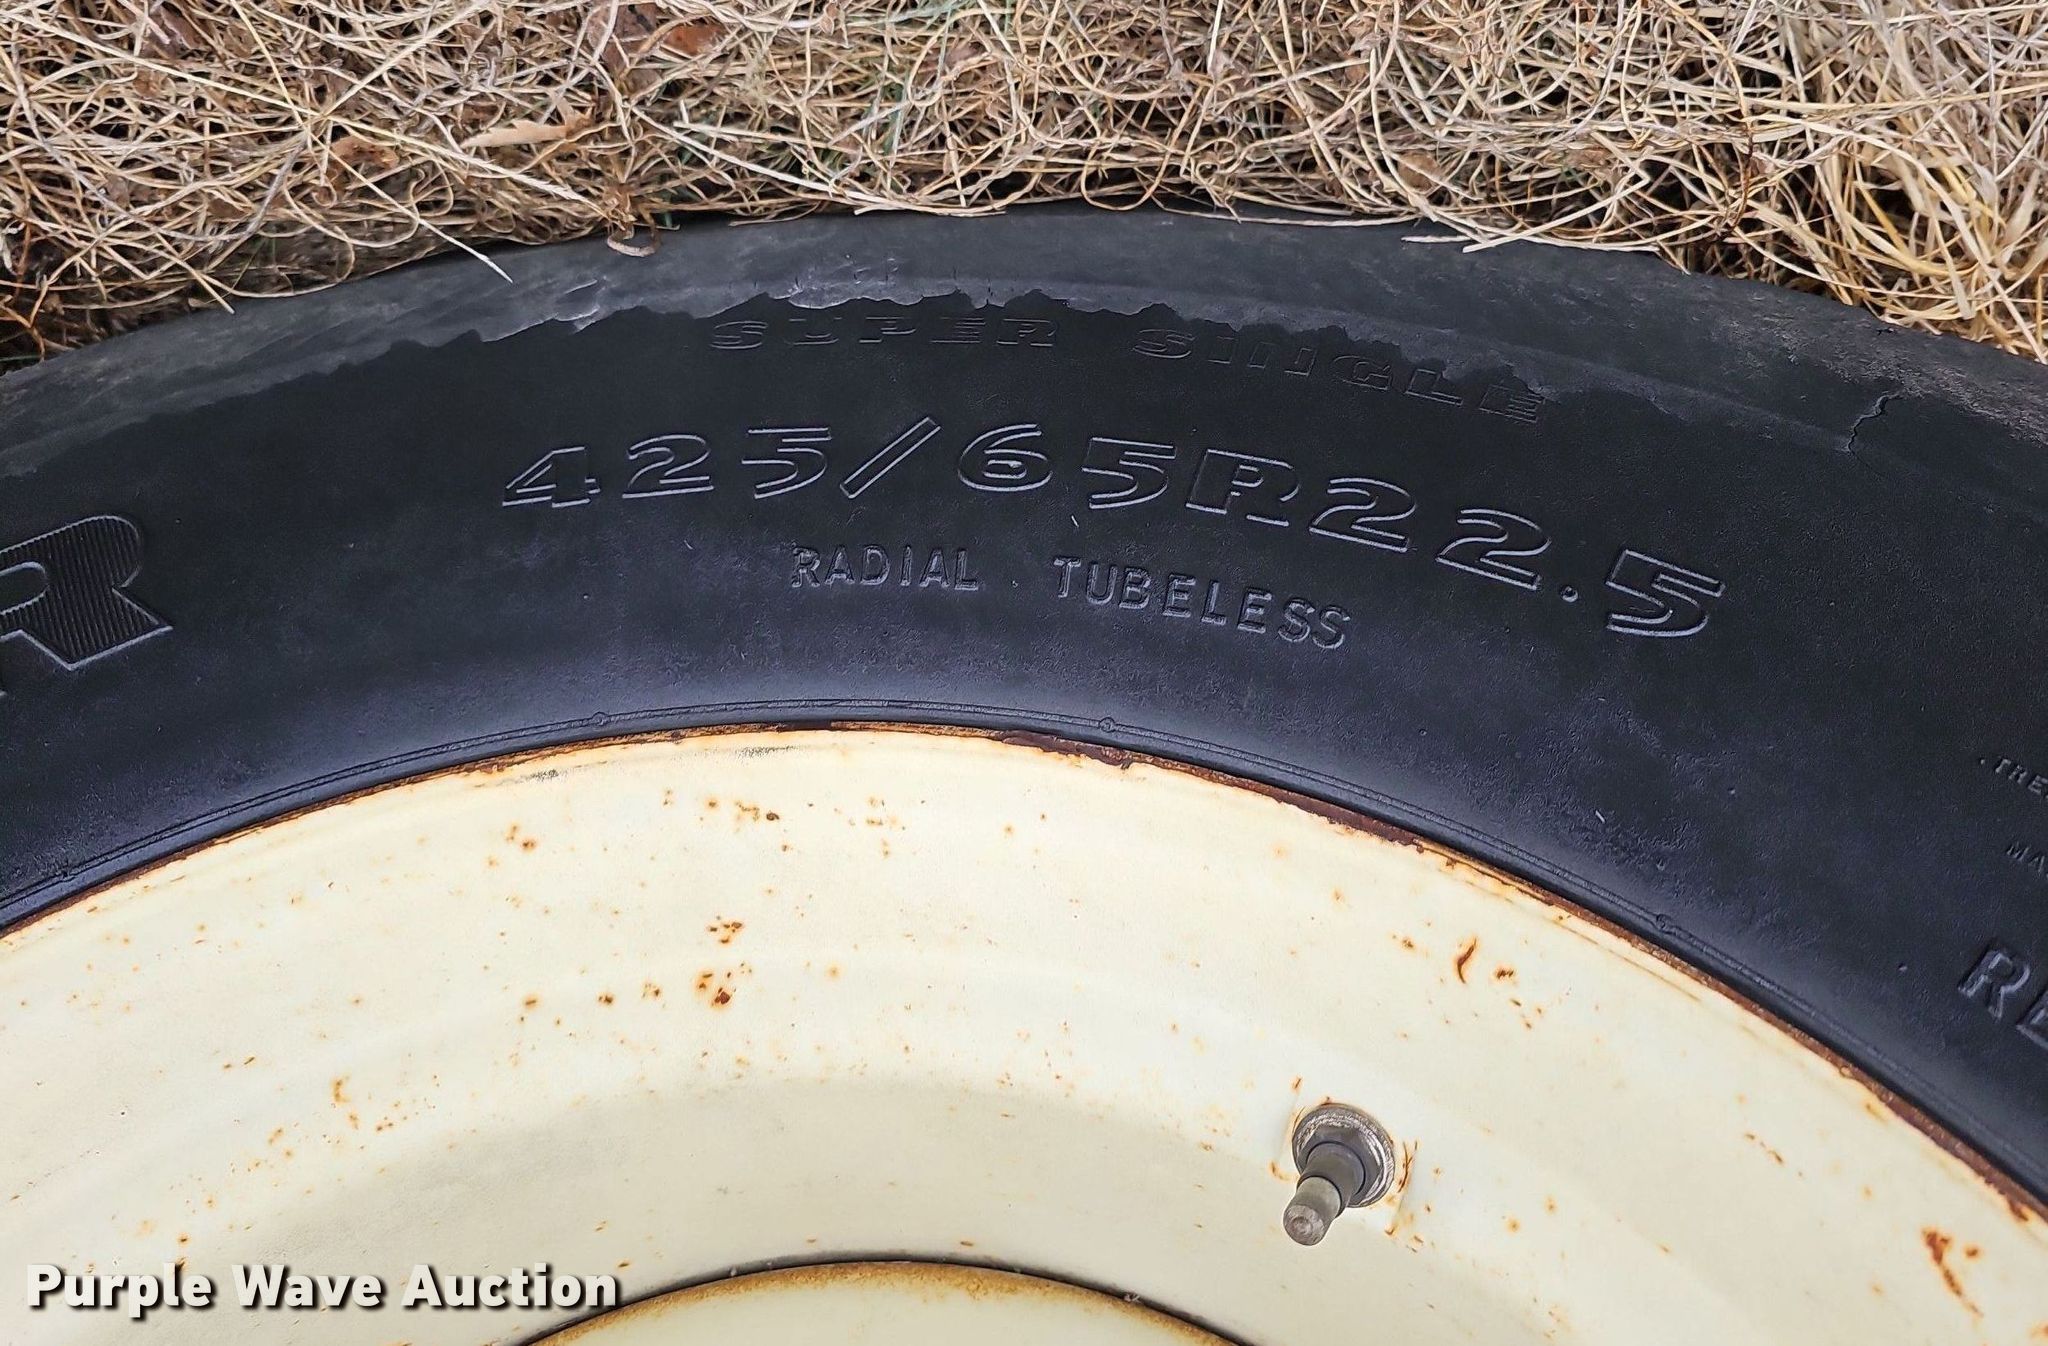 SUPER SINGLE
425/65R22.5
RADIAL TUBELESS
R
Purple Wave Auction